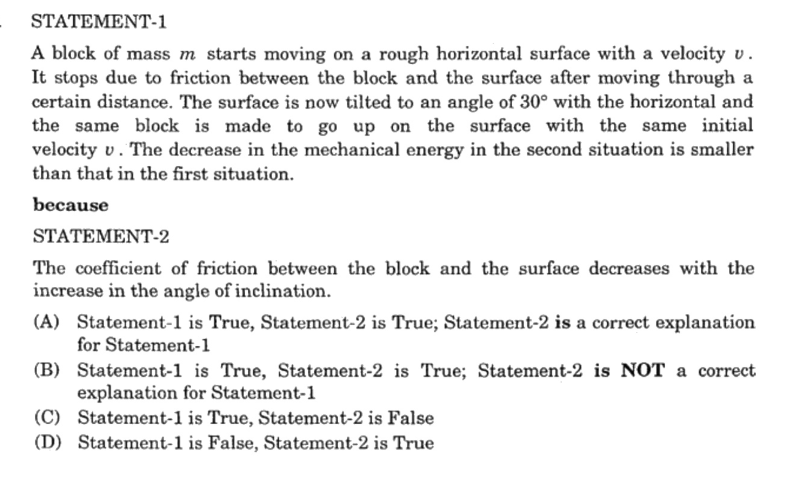 STATEMENT-1
A block of mass m starts moving on a rough horizontal surface with a velocity v.
It stops due to friction between the block and the surface after moving through a
certain distance. The surface is now tilted to an angle of 30° with the horizontal and
the same block is made to go up on the surface with the same initial
velocity v. The decrease in the mechanical energy in the second situation is smaller
than that in the first situation.
because
STATEMENT-2
The coefficient of friction between the block and the surface decreases with the
increase in the angle of inclination.
(A) Statement-1 is True, Statement-2 is True; Statement-2 is a correct explanation
for Statement-1
(B) Statement-1 is True, Statement-2 is True; Statement-2 is NOT a correct
explanation for Statement-1
(C) Statement-1 is True, Statement-2 is False
(D) Statement-1 is False, Statement-2 is True